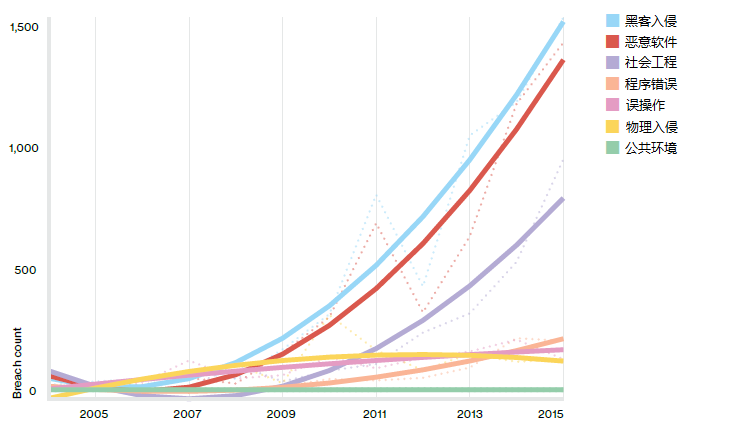 1,500
1,000
500
0
Breach count
2005
2007
2009
2011
2013
2015
黑客入侵
恶意软件
社会工程
程序错误
误操作
物理入侵
公共环境